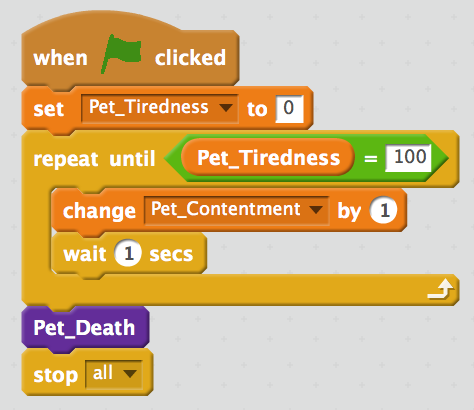 when clicked
set Pet_Tiredness to 0
repeat until Pet_Tiredness = 100
change Pet_Contentment by 1
wait 1 secs
Pet_Death
stop all